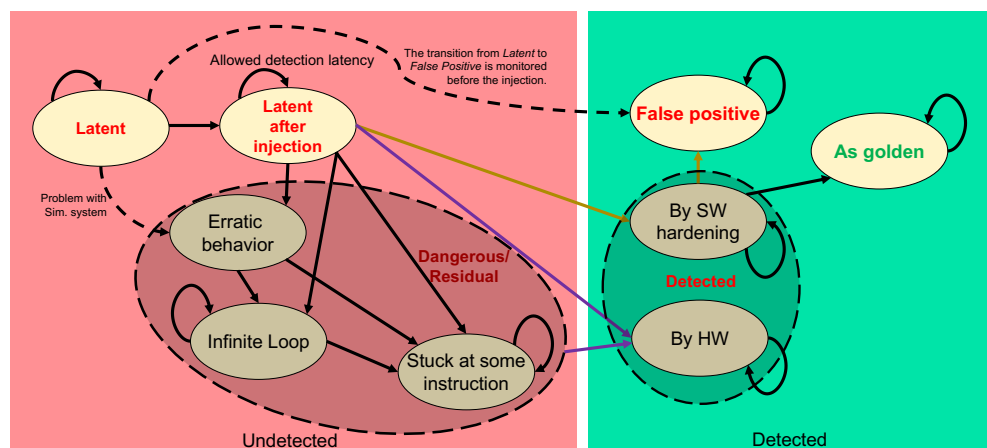 Allowed detection latency
The transition from Latent to
False Positive is monitored
before the injection.
Latent
Latent
after
injection
False positive
As golden
Problem with
Sim. system
Erratic
behavior
By SW
hardening
Dangerous/
Residual
Detected
Infinite Loop
Stuck at some
instruction
By HW
Undetected
Detected